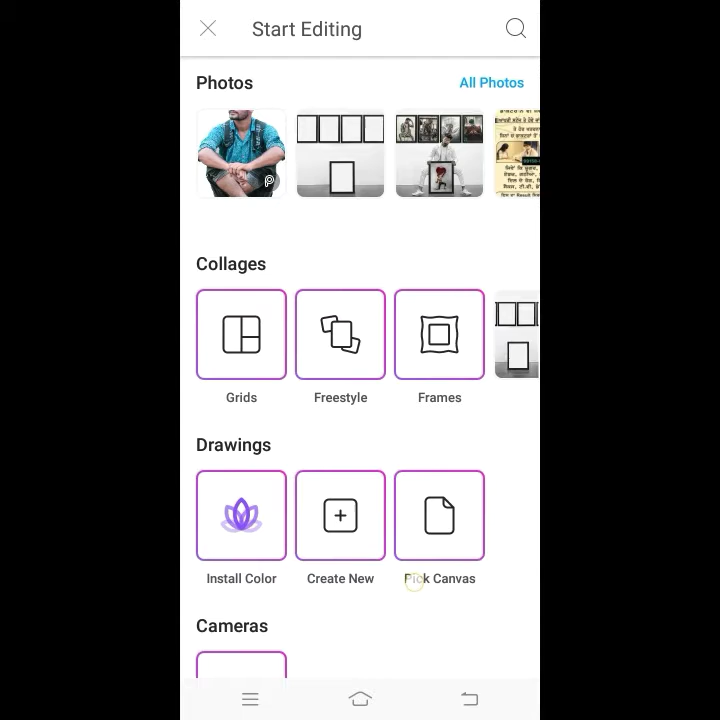 Start Editing
Photos
All Photos
Collages
Grids
Freestyle
Frames
Drawings
Install Color
Create New
Pick Canvas
Cameras